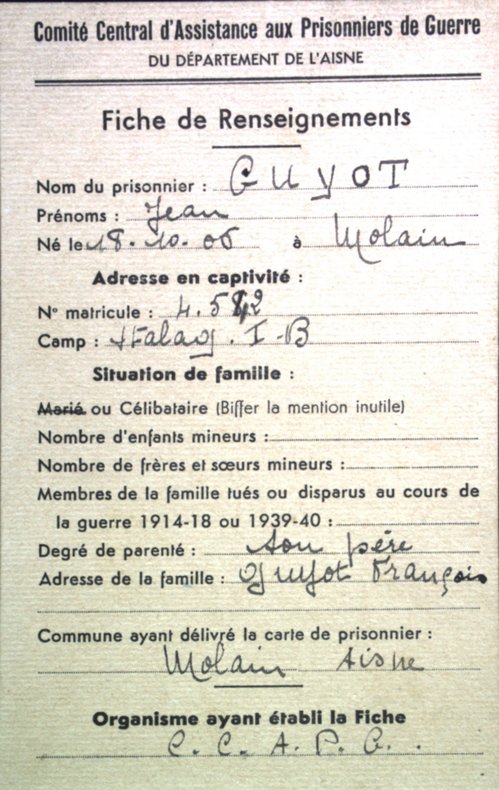 Comité Central d'Assistance aux Prisonniers de Guerre
DU DÉPARTEMENT DE L'AISNE
Fiche de Renseignements
Nom du prisonnier : GUYOT
Prénoms : Jean
Né le 18.10.06 à Molain
Adresse en captivité :
N° matricule : 4.582
Camp : Stalag. I-B
Situation de famille :
Marié ou Célibataire (Biffer la mention inutile)
Nombre d'enfants mineurs :
Nombre de frères et sœurs mineurs :
Membres de la famille tués ou disparus au cours de
la guerre 1914-18 ou 1939-40 :
Degré de parenté : son père
Adresse de la famille : Guyot François
Commune ayant délivré la carte de prisonnier :
Molain Aisne
Organisme ayant établi la Fiche
C.C.A.P.G..